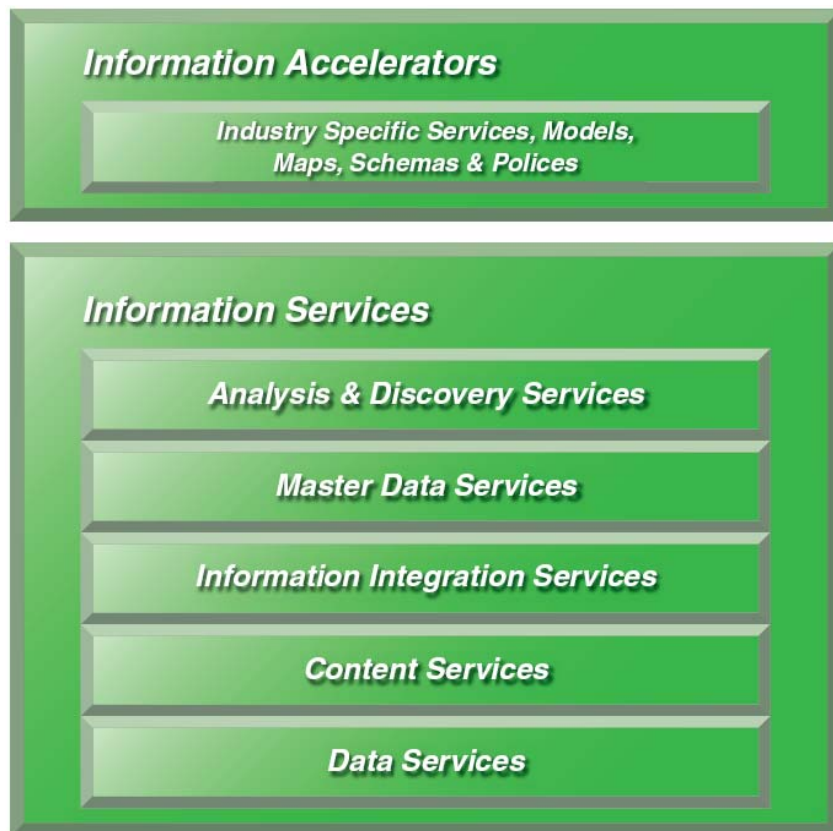 Information Accelerators
Industry Specific Services, Models,
Maps, Schemas & Polices
Information Services
Analysis & Discovery Services
Master Data Services
Information Integration Services
Content Services
Data Services